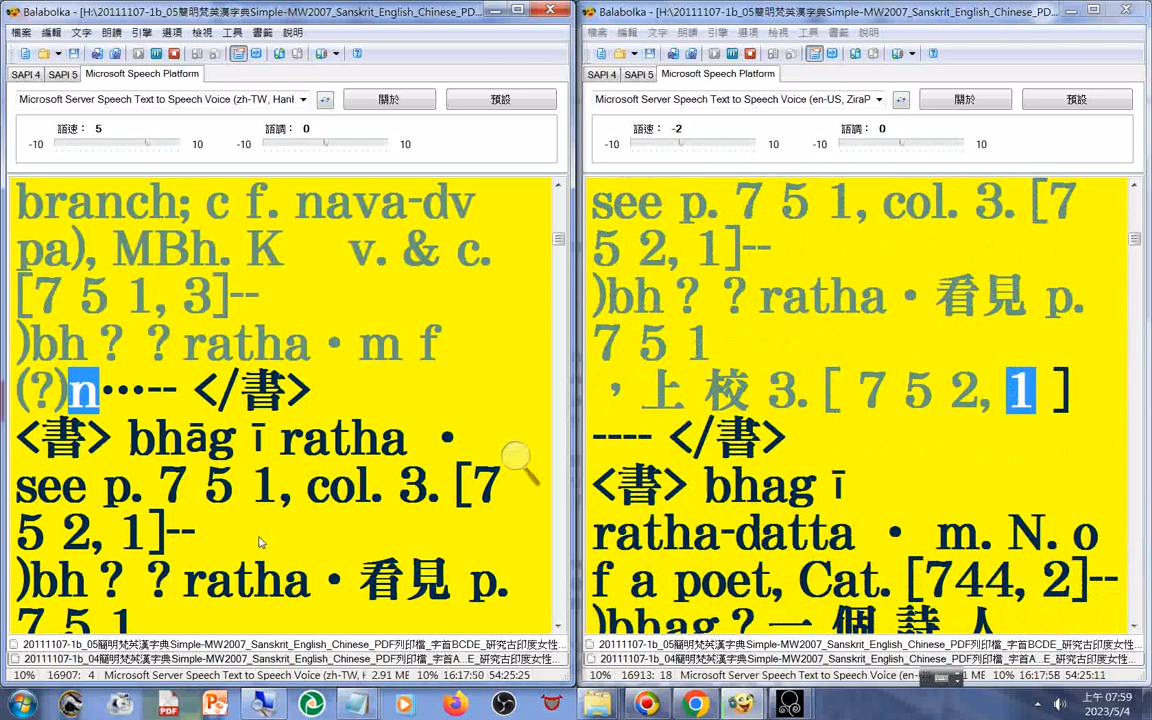 Balabolka - [H:\20111107-1b_05簡明梵英漢字典Simple-MW2007_Sanskrit_English_Chinese_PD...
檔案 編輯 文字 朗讀 引擎 選項 檢視 工具 書籤 說明
SAPI 4 SAPI 5 Microsoft Speech Platform
Microsoft Server Speech Text to Speech Voice (zh-TW, Hanl
關於 預設
語速： 5 語調： 0
-10 10 -10 10
branch; c f. nava-dv
pa), MBh. K v. & c.
[7 5 1, 3]--
)bh？？ratha‧m f
(?)n…-- </書>
<書> bhāgīratha ‧
see p. 7 5 1, col. 3. [7
5 2, 1]--
)bh？？ratha‧看見 p.
7 5 1
20111107-1b_05簡明梵英漢字典Simple-MW2007_Sanskrit_English_Chinese_PDF列印檔_字首BCDE_研究古印度女性...
20111107-1b_04簡明梵英漢字典Simple-MW2007_Sanskrit_English_Chinese_PDF列印檔_字首A...E_研究古印度女性...
10% 16907: 4 Microsoft Server Speech Text to Speech Voice (zh-TW, 2.91 MB 10% 16:17:50 54:25:25
Balabolka - [H:\20111107-1b_05簡明梵英漢字典Simple-MW2007_Sanskrit_English_Chinese_PD...
檔案 編輯 文字 朗讀 引擎 選項 檢視 工具 書籤 說明
SAPI 4 SAPI 5 Microsoft Speech Platform
Microsoft Server Speech Text to Speech Voice (en-US, ZiraP
關於 預設
語速： -2 語調： 0
-10 10 -10 10
see p. 7 5 1, col. 3. [7
5 2, 1]--
)bh？？ratha‧看見 p.
7 5 1
，上 校 3. [ 7 5 2, 1 ]
---- </書>
<書> bhagī
ratha-datta ‧ m. N. o
f a poet, Cat. [744, 2]--
)bhag？一 個 詩 人
20111107-1b_05簡明梵英漢字典Simple-MW2007_Sanskrit_English_Chinese_PDF列印檔_字首BCDE_研究古印度女性...
20111107-1b_04簡明梵英漢字典Simple-MW2007_Sanskrit_English_Chinese_PDF列印檔_字首A...E_研究古印度女性...
10% 16913: 18 Microsoft Server Speech Text to Speech Voice (en-US 10% 16:17:58 54:25:11
PDF
上午 07:59
2023/5/4